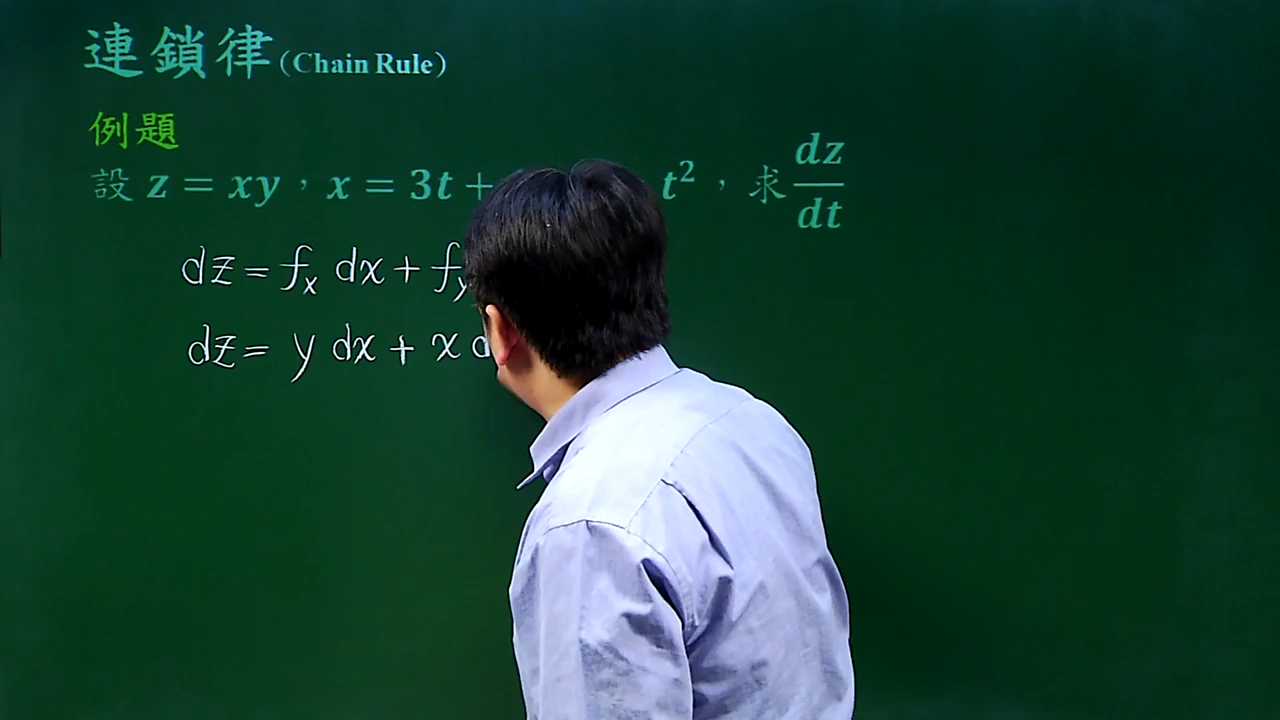 連鎖律(Chain Rule)
例題
設 z = xy，x = 3t + t²，求 dz/dt
dz = fₓ dx + f_y
dz = y dx + x d